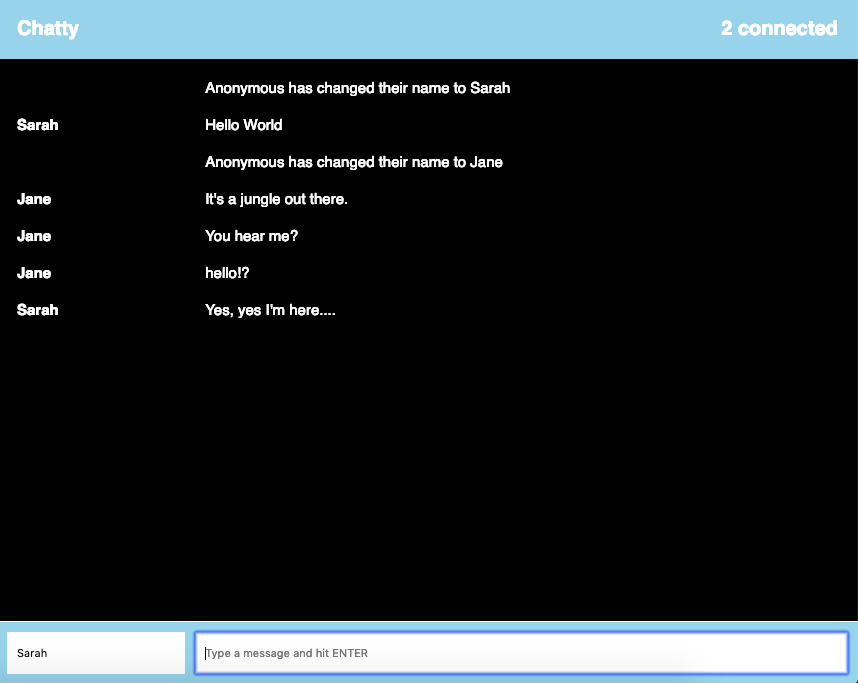 Chatty 2 connected
Anonymous has changed their name to Sarah
Sarah Hello World
Anonymous has changed their name to Jane
Jane It's a jungle out there.
Jane You hear me?
Jane hello!?
Sarah Yes, yes I'm here....
Sarah Type a message and hit ENTER